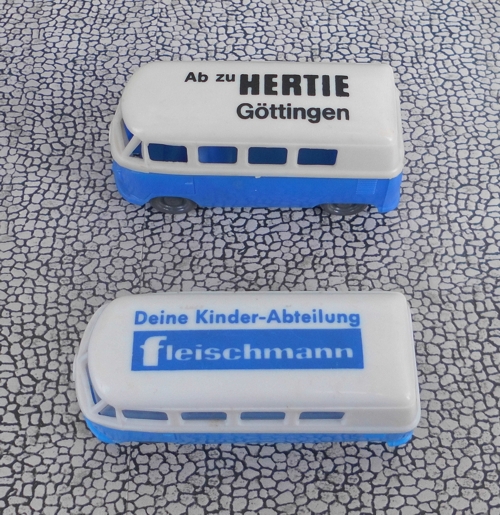 Ab zu HERTIE
Göttingen
Deine Kinder-Abteilung
fleischmann